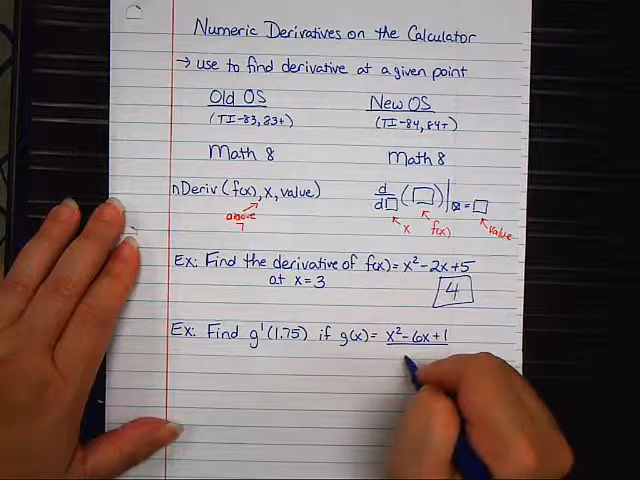 Numeric Derivatives on the Calculator
→ use to find derivative at a given point
Old OS New OS
(TI-83, 83+) (TI-84, 84+)
Math 8 Math 8
nDeriv(f(x), x, value) d/d□(□)|x=□
above 7 x f(x) value
Ex: Find the derivative of f(x) = x²-2x+5
at x=3 4
Ex: Find g'(1.75) if g(x) = x²-6x+1